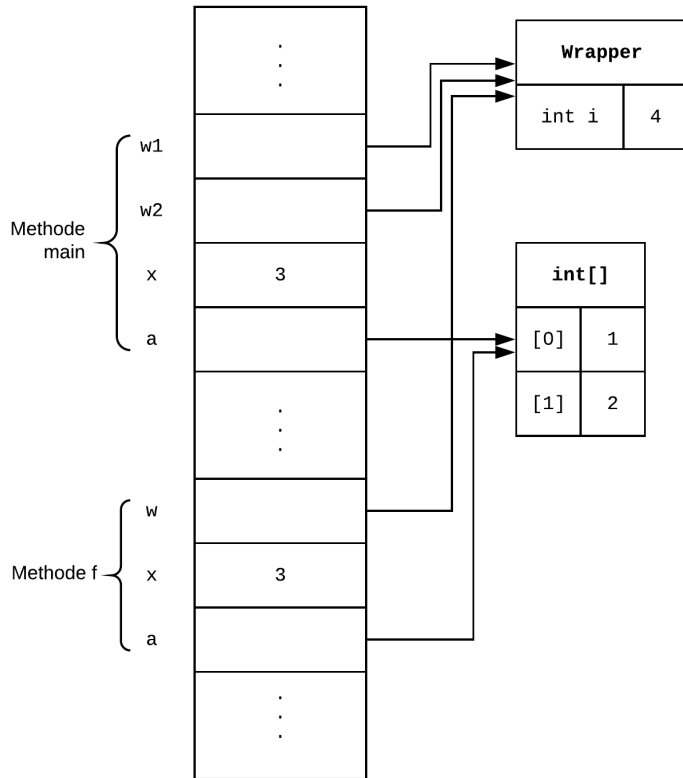 Wrapper
int i 4
w1
w2
Methode
main
x 3
int[]
a
[0] 1
[1] 2
w
Methode f x 3
a